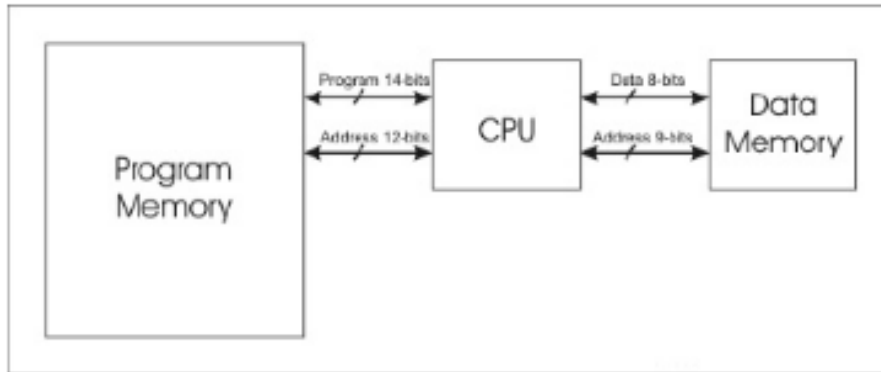 Program 14-bits
Data 8-bits
Address 12-bits
CPU
Address 9-bits
Data
Memory
Program
Memory